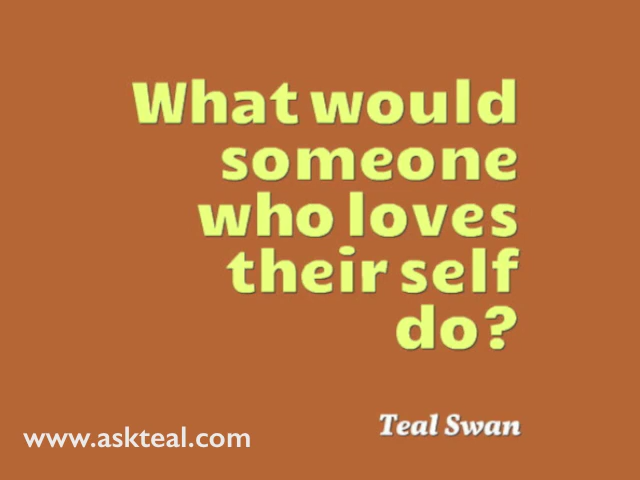 What would
someone
who loves
their self
do?
Teal Swan
www.askteal.com